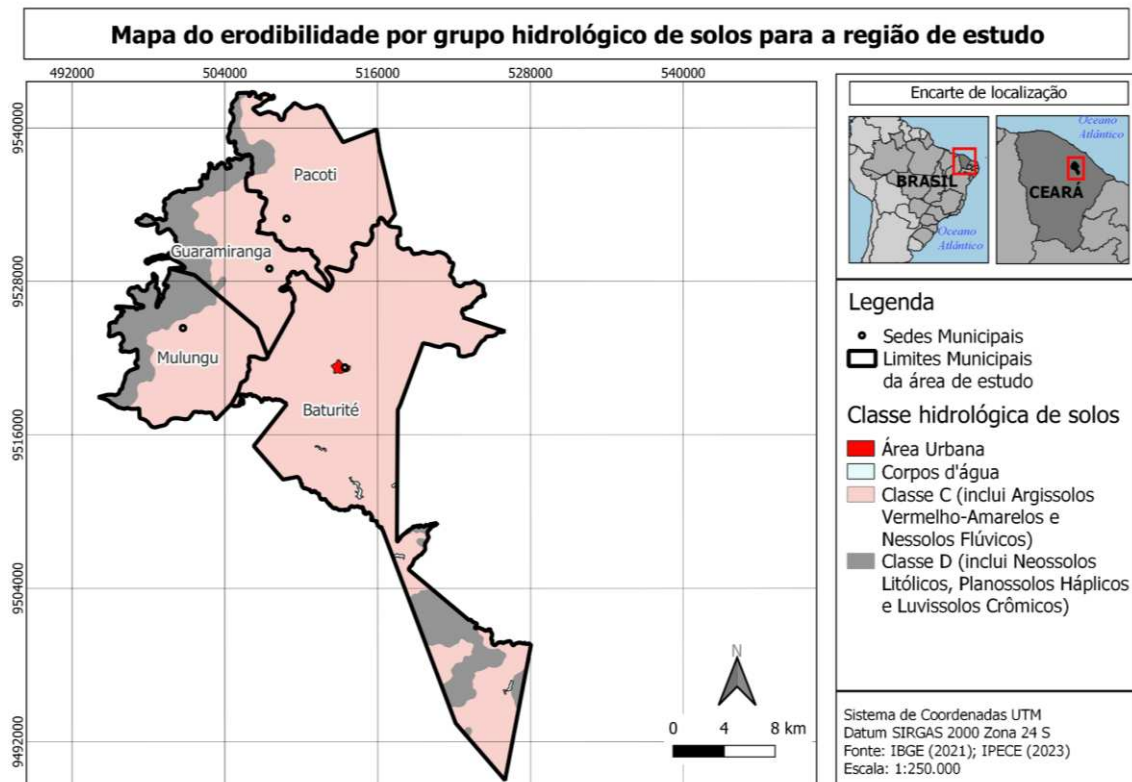 Mapa do erodibilidade por grupo hidrológico de solos para a região de estudo
492000
504000
516000
528000
540000
9540000
9528000
9516000
9504000
9492000
Pacoti
Guaramiranga
Mulungu
Baturité
N
0
4
8 km
Encarte de localização
BRASIL
Oceano
Atlântico
Oceano
Atlântico
CEARÁ
Legenda
Sedes Municipais
Limites Municipais
da área de estudo
Classe hidrológica de solos
Área Urbana
Corpos d'água
Classe C (inclui Argissolos
Vermelho-Amarelos e
Nessolos Flúvicos)
Classe D (inclui Neossolos
Litólicos, Planossolos Háplicos
e Luvissolos Crômicos)
Sistema de Coordenadas UTM
Datum SIRGAS 2000 Zona 24 S
Fonte: IBGE (2021); IPECE (2023)
Escala: 1:250.000